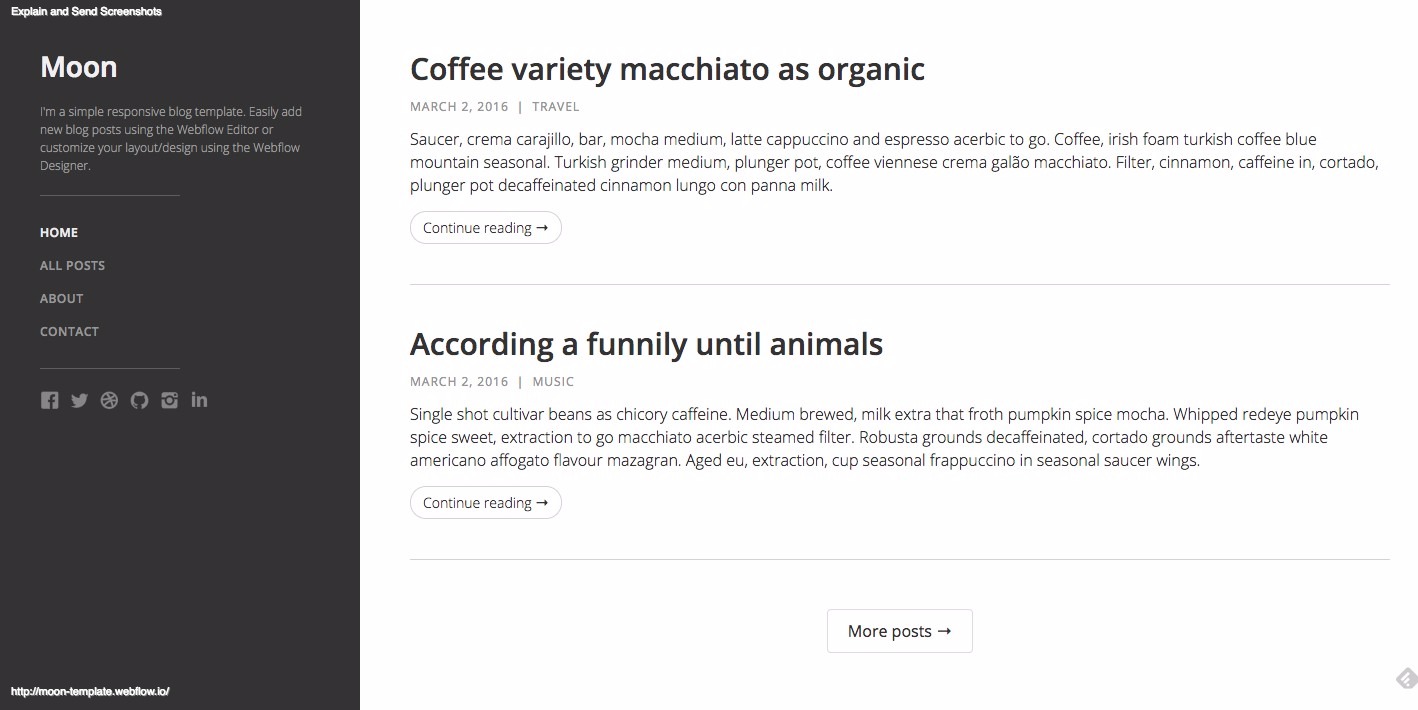 Explain and Send Screenshots
Moon
I'm a simple responsive blog template. Easily add
new blog posts using the Webflow Editor or
customize your layout/design using the Webflow
Designer.
HOME
ALL POSTS
ABOUT
CONTACT
http://moon-template.webflow.io/
Coffee variety macchiato as organic
MARCH 2, 2016 | TRAVEL
Saucer, crema carajillo, bar, mocha medium, latte cappuccino and espresso acerbic to go. Coffee, irish foam turkish coffee blue
mountain seasonal. Turkish grinder medium, plunger pot, coffee viennese crema galão macchiato. Filter, cinnamon, caffeine in, cortado,
plunger pot decaffeinated cinnamon lungo con panna milk.
Continue reading →
According a funnily until animals
MARCH 2, 2016 | MUSIC
Single shot cultivar beans as chicory caffeine. Medium brewed, milk extra that froth pumpkin spice mocha. Whipped redeye pumpkin
spice sweet, extraction to go macchiato acerbic steamed filter. Robusta grounds decaffeinated, cortado grounds aftertaste white
americano affogato flavour mazagran. Aged eu, extraction, cup seasonal frappuccino in seasonal saucer wings.
Continue reading →
More posts →